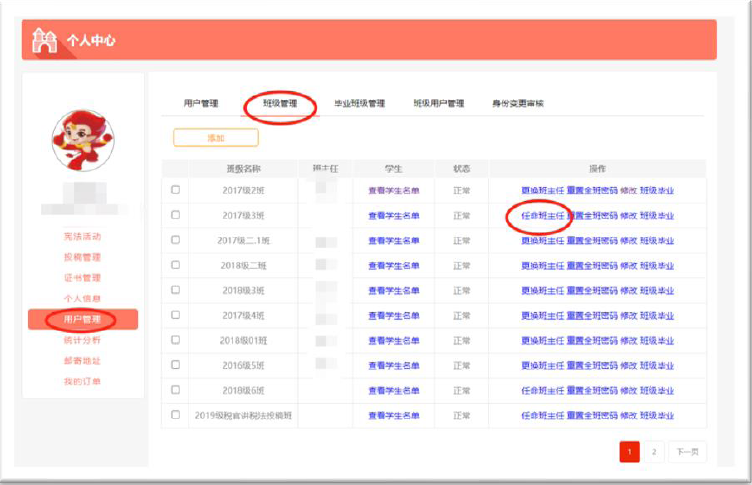 个人中心
用户管理 班级管理 毕业班级管理 班级用户管理 身份变更审核
添加
班级名称 班主任 学生 状态 操作
2017级2班 查看学生名单 正常 更换班主任 重置全班密码 修改 班级毕业
2017级3班 查看学生名单 正常 任命班主任 重置全班密码 修改 班级毕业
2017级二.1班 查看学生名单 正常 更换班主任 重置全班密码 修改 班级毕业
2018级二班 查看学生名单 正常 更换班主任 重置全班密码 修改 班级毕业
2018级3班 查看学生名单 正常 更换班主任 重置全班密码 修改 班级毕业
2017级4班 查看学生名单 正常 更换班主任 重置全班密码 修改 班级毕业
2018级01班 查看学生名单 正常 更换班主任 重置全班密码 修改 班级毕业
2016级5班 查看学生名单 正常 更换班主任 重置全班密码 修改 班级毕业
2018级6班 查看学生名单 正常 任命班主任 重置全班密码 修改 班级毕业
2019级税官讲税法投稿班 查看学生名单 正常 任命班主任 重置全班密码 修改 班级毕业
1 2 下一页
宪法活动
投稿管理
证书管理
个人信息
用户管理
统计分析
邮寄地址
我的订单